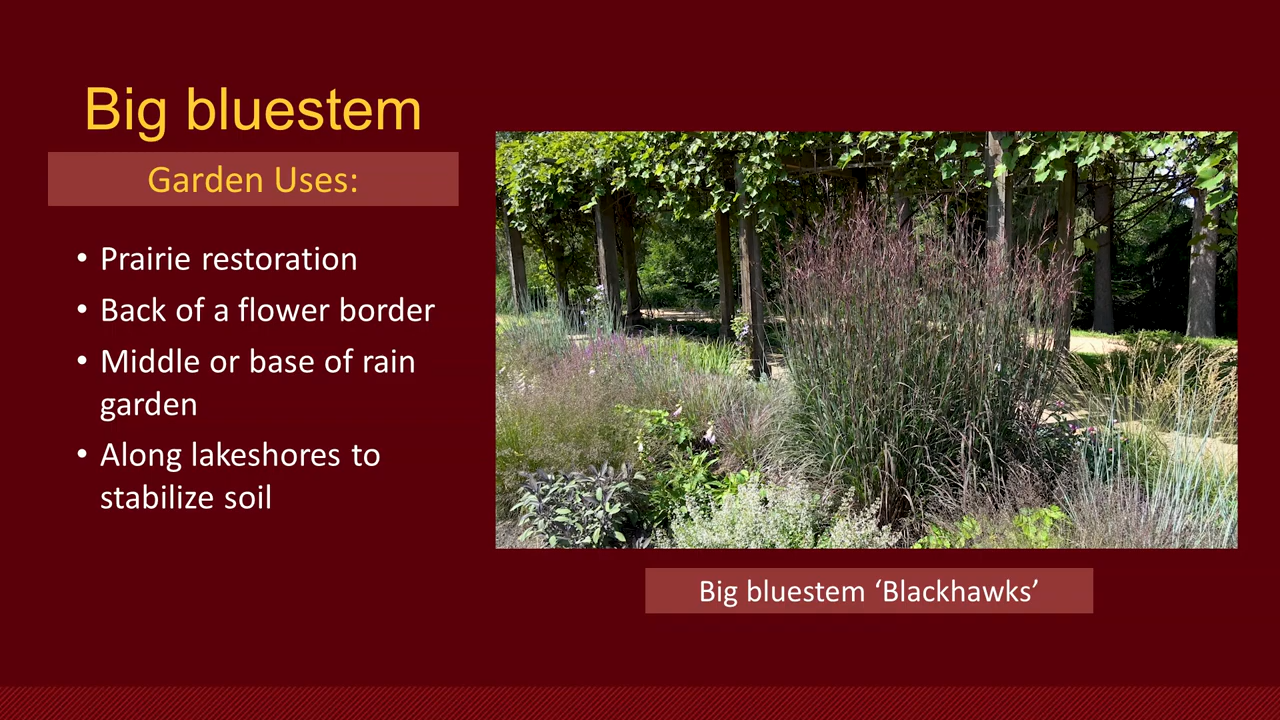 Big bluestem
Garden Uses:
• Prairie restoration
• Back of a flower border
• Middle or base of rain
garden
• Along lakeshores to
stabilize soil
Big bluestem ‘Blackhawks’